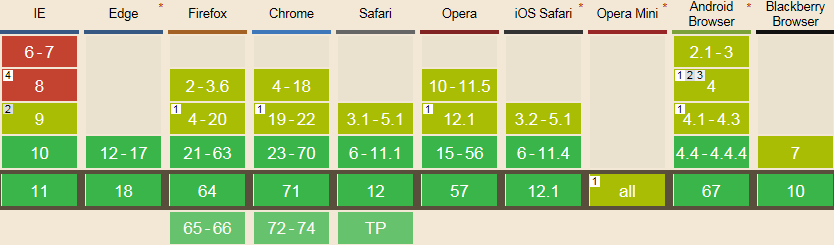 IE Edge * Firefox Chrome Safari Opera iOS Safari * Opera Mini * Android Browser * Blackberry Browser
6-7 2.1-3
4 8 2-3.6 4-18 10-11.5 1 2 3 4
2 9 1 4-20 1 19-22 3.1-5.1 1 12.1 3.2-5.1 1 4.1-4.3
10 12-17 21-63 23-70 6-11.1 15-56 6-11.4 4.4-4.4.4 7
11 18 64 71 12 57 12.1 1 all 67 10
65-66 72-74 TP